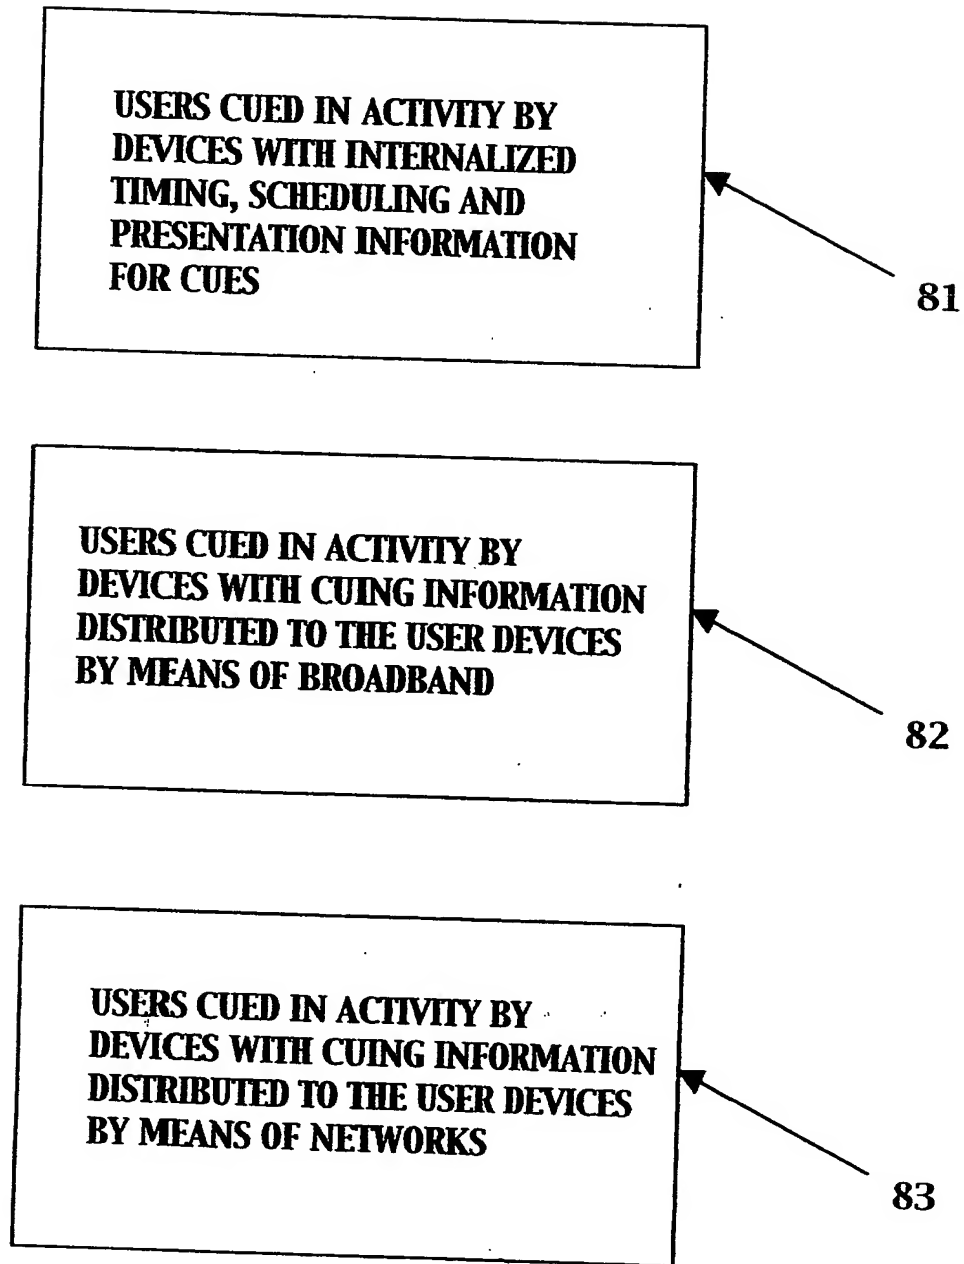 USERS CUED IN ACTIVITY BY
DEVICES WITH INTERNALIZED
TIMING, SCHEDULING AND
PRESENTATION INFORMATION
FOR CUES
81
USERS CUED IN ACTIVITY BY
DEVICES WITH CUING INFORMATION
DISTRIBUTED TO THE USER DEVICES
BY MEANS OF BROADBAND
82
USERS CUED IN ACTIVITY BY
DEVICES WITH CUING INFORMATION
DISTRIBUTED TO THE USER DEVICES
BY MEANS OF NETWORKS
83